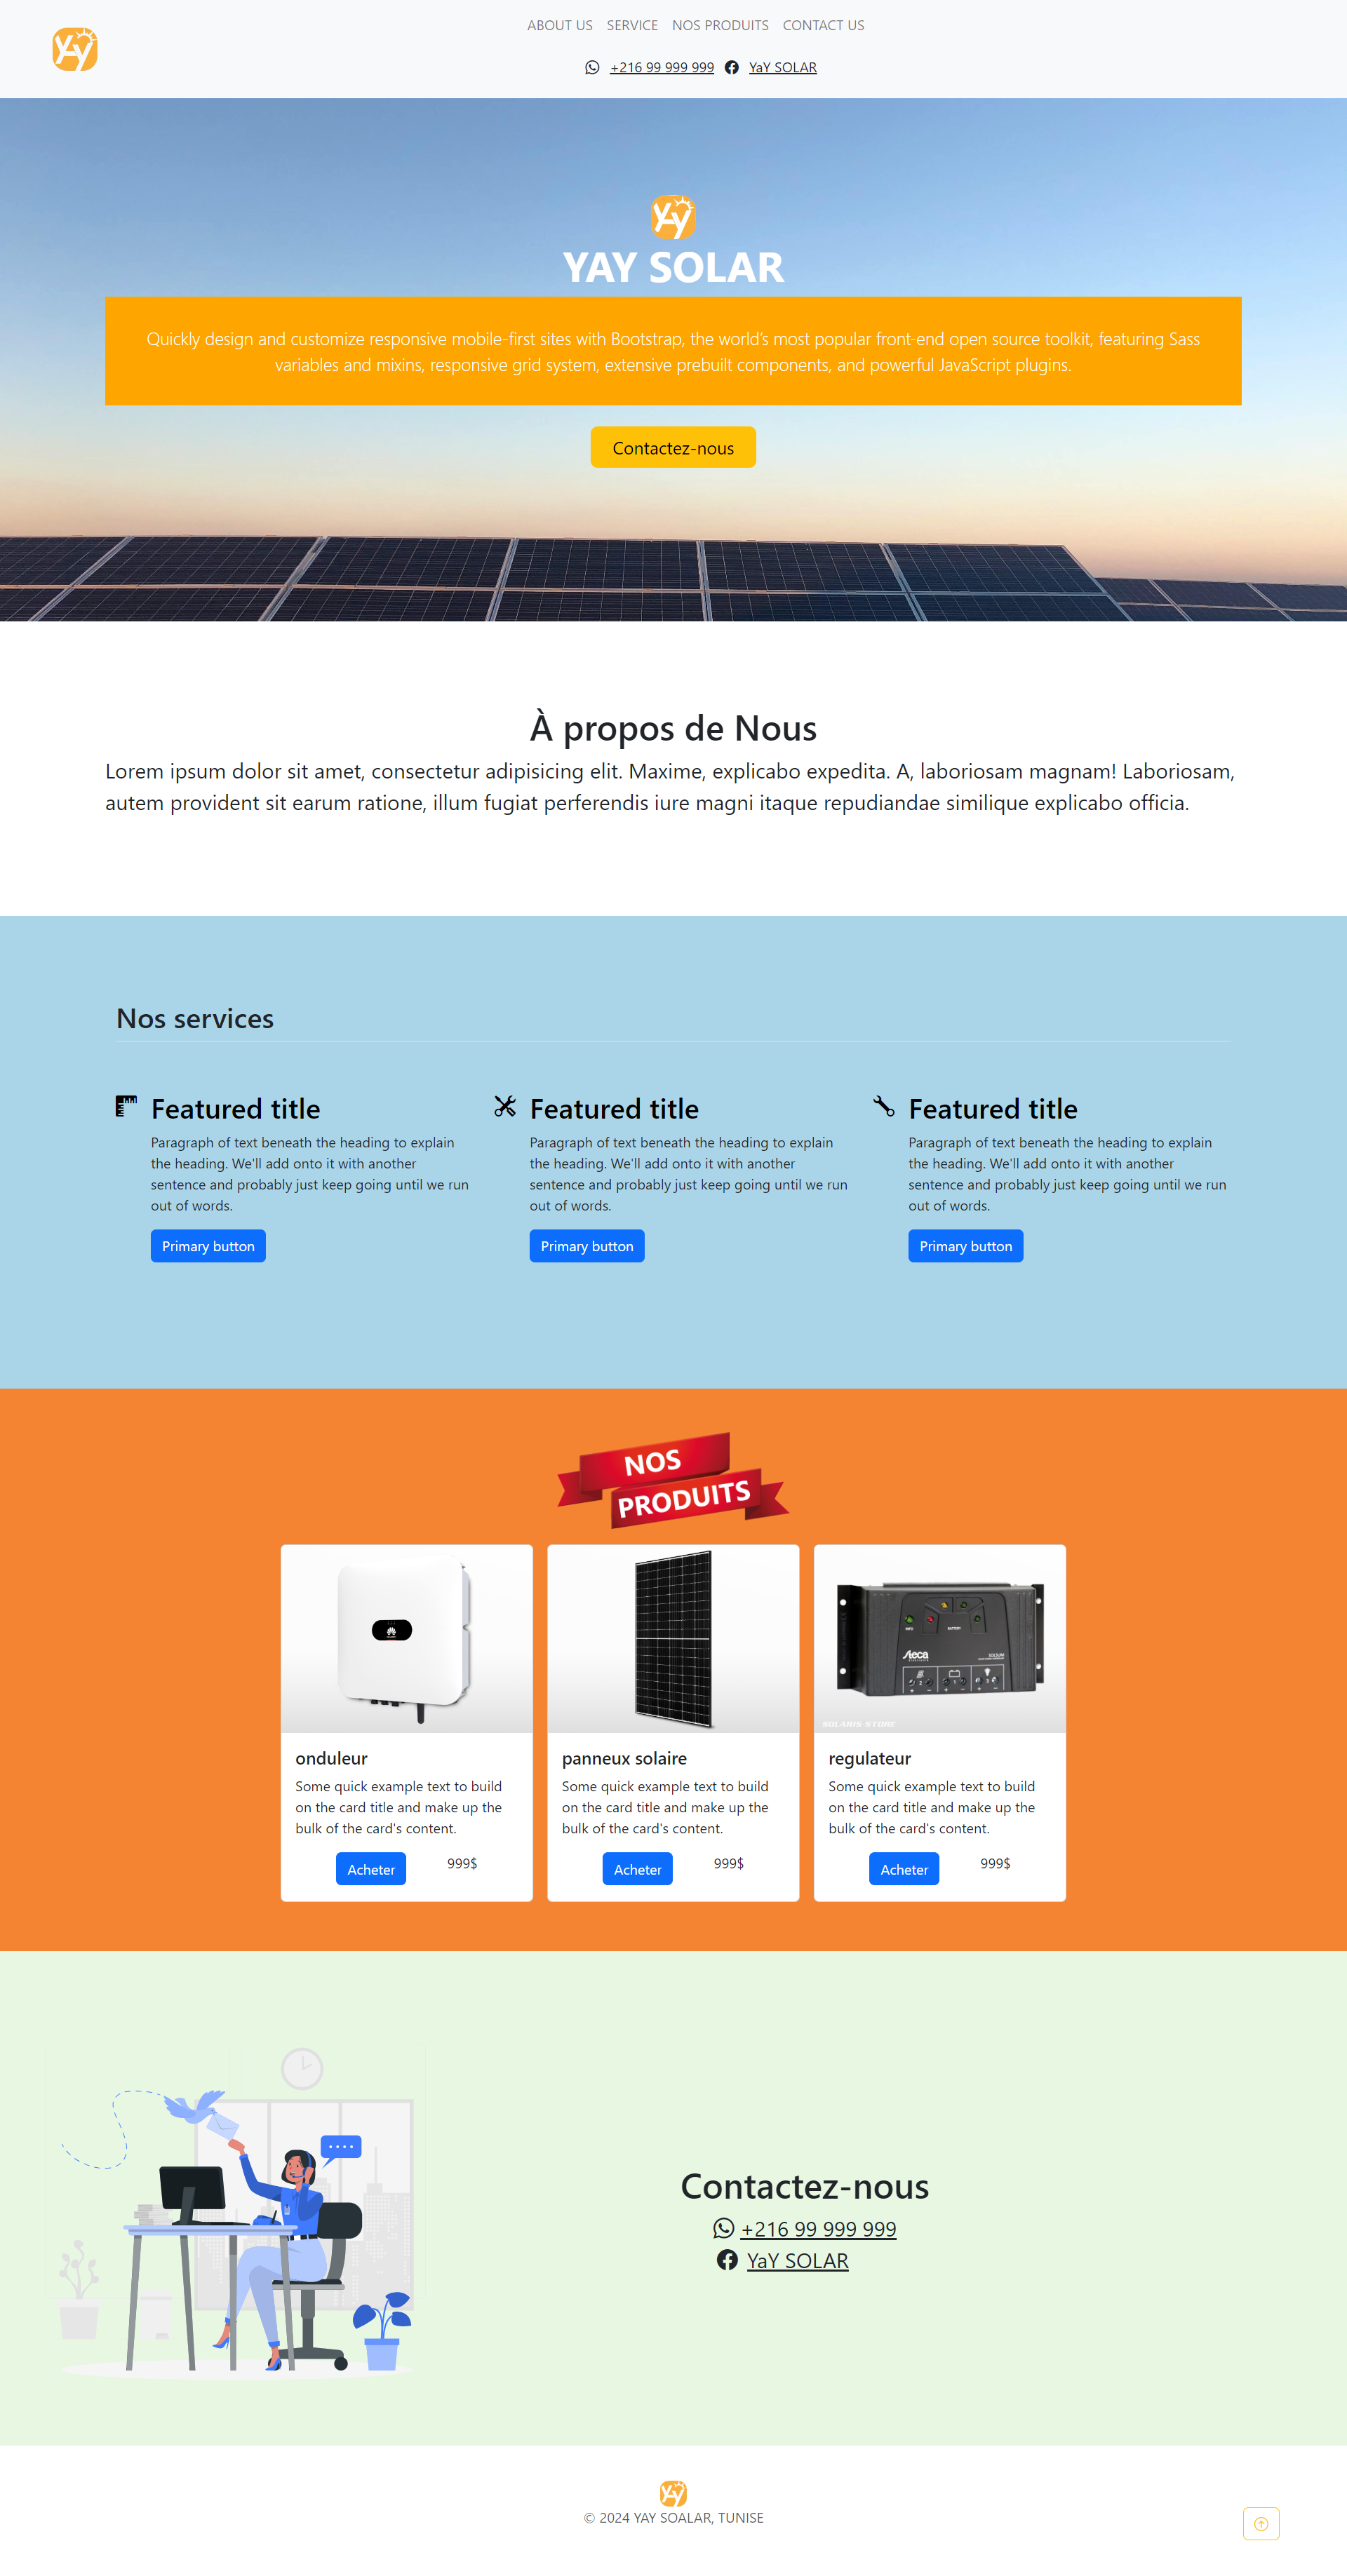 YAy
ABOUT US SERVICE NOS PRODUITS CONTACT US
+216 99 999 999 YaY SOLAR
YAy
YAY SOLAR
Quickly design and customize responsive mobile-first sites with Bootstrap, the world’s most popular front-end open source toolkit, featuring Sass
variables and mixins, responsive grid system, extensive prebuilt components, and powerful JavaScript plugins.
Contactez-nous
À propos de Nous
Lorem ipsum dolor sit amet, consectetur adipisicing elit. Maxime, explicabo expedita. A, laboriosam magnam! Laboriosam,
autem provident sit earum ratione, illum fugiat perferendis iure magni itaque repudiandae similique explicabo officia.
Nos services
Featured title
Paragraph of text beneath the heading to explain
the heading. We'll add onto it with another
sentence and probably just keep going until we run
out of words.
Primary button
Featured title
Paragraph of text beneath the heading to explain
the heading. We'll add onto it with another
sentence and probably just keep going until we run
out of words.
Primary button
Featured title
Paragraph of text beneath the heading to explain
the heading. We'll add onto it with another
sentence and probably just keep going until we run
out of words.
Primary button
NOS
PRODUITS
onduleur
Some quick example text to build
on the card title and make up the
bulk of the card's content.
Acheter 999$
panneux solaire
Some quick example text to build
on the card title and make up the
bulk of the card's content.
Acheter 999$
INFO BATTERY
Steca
SOLSUM
SOLARIS STORE
regulateur
Some quick example text to build
on the card title and make up the
bulk of the card's content.
Acheter 999$
Contactez-nous
+216 99 999 999
YaY SOLAR
YAy
© 2024 YAY SOALAR, TUNISE